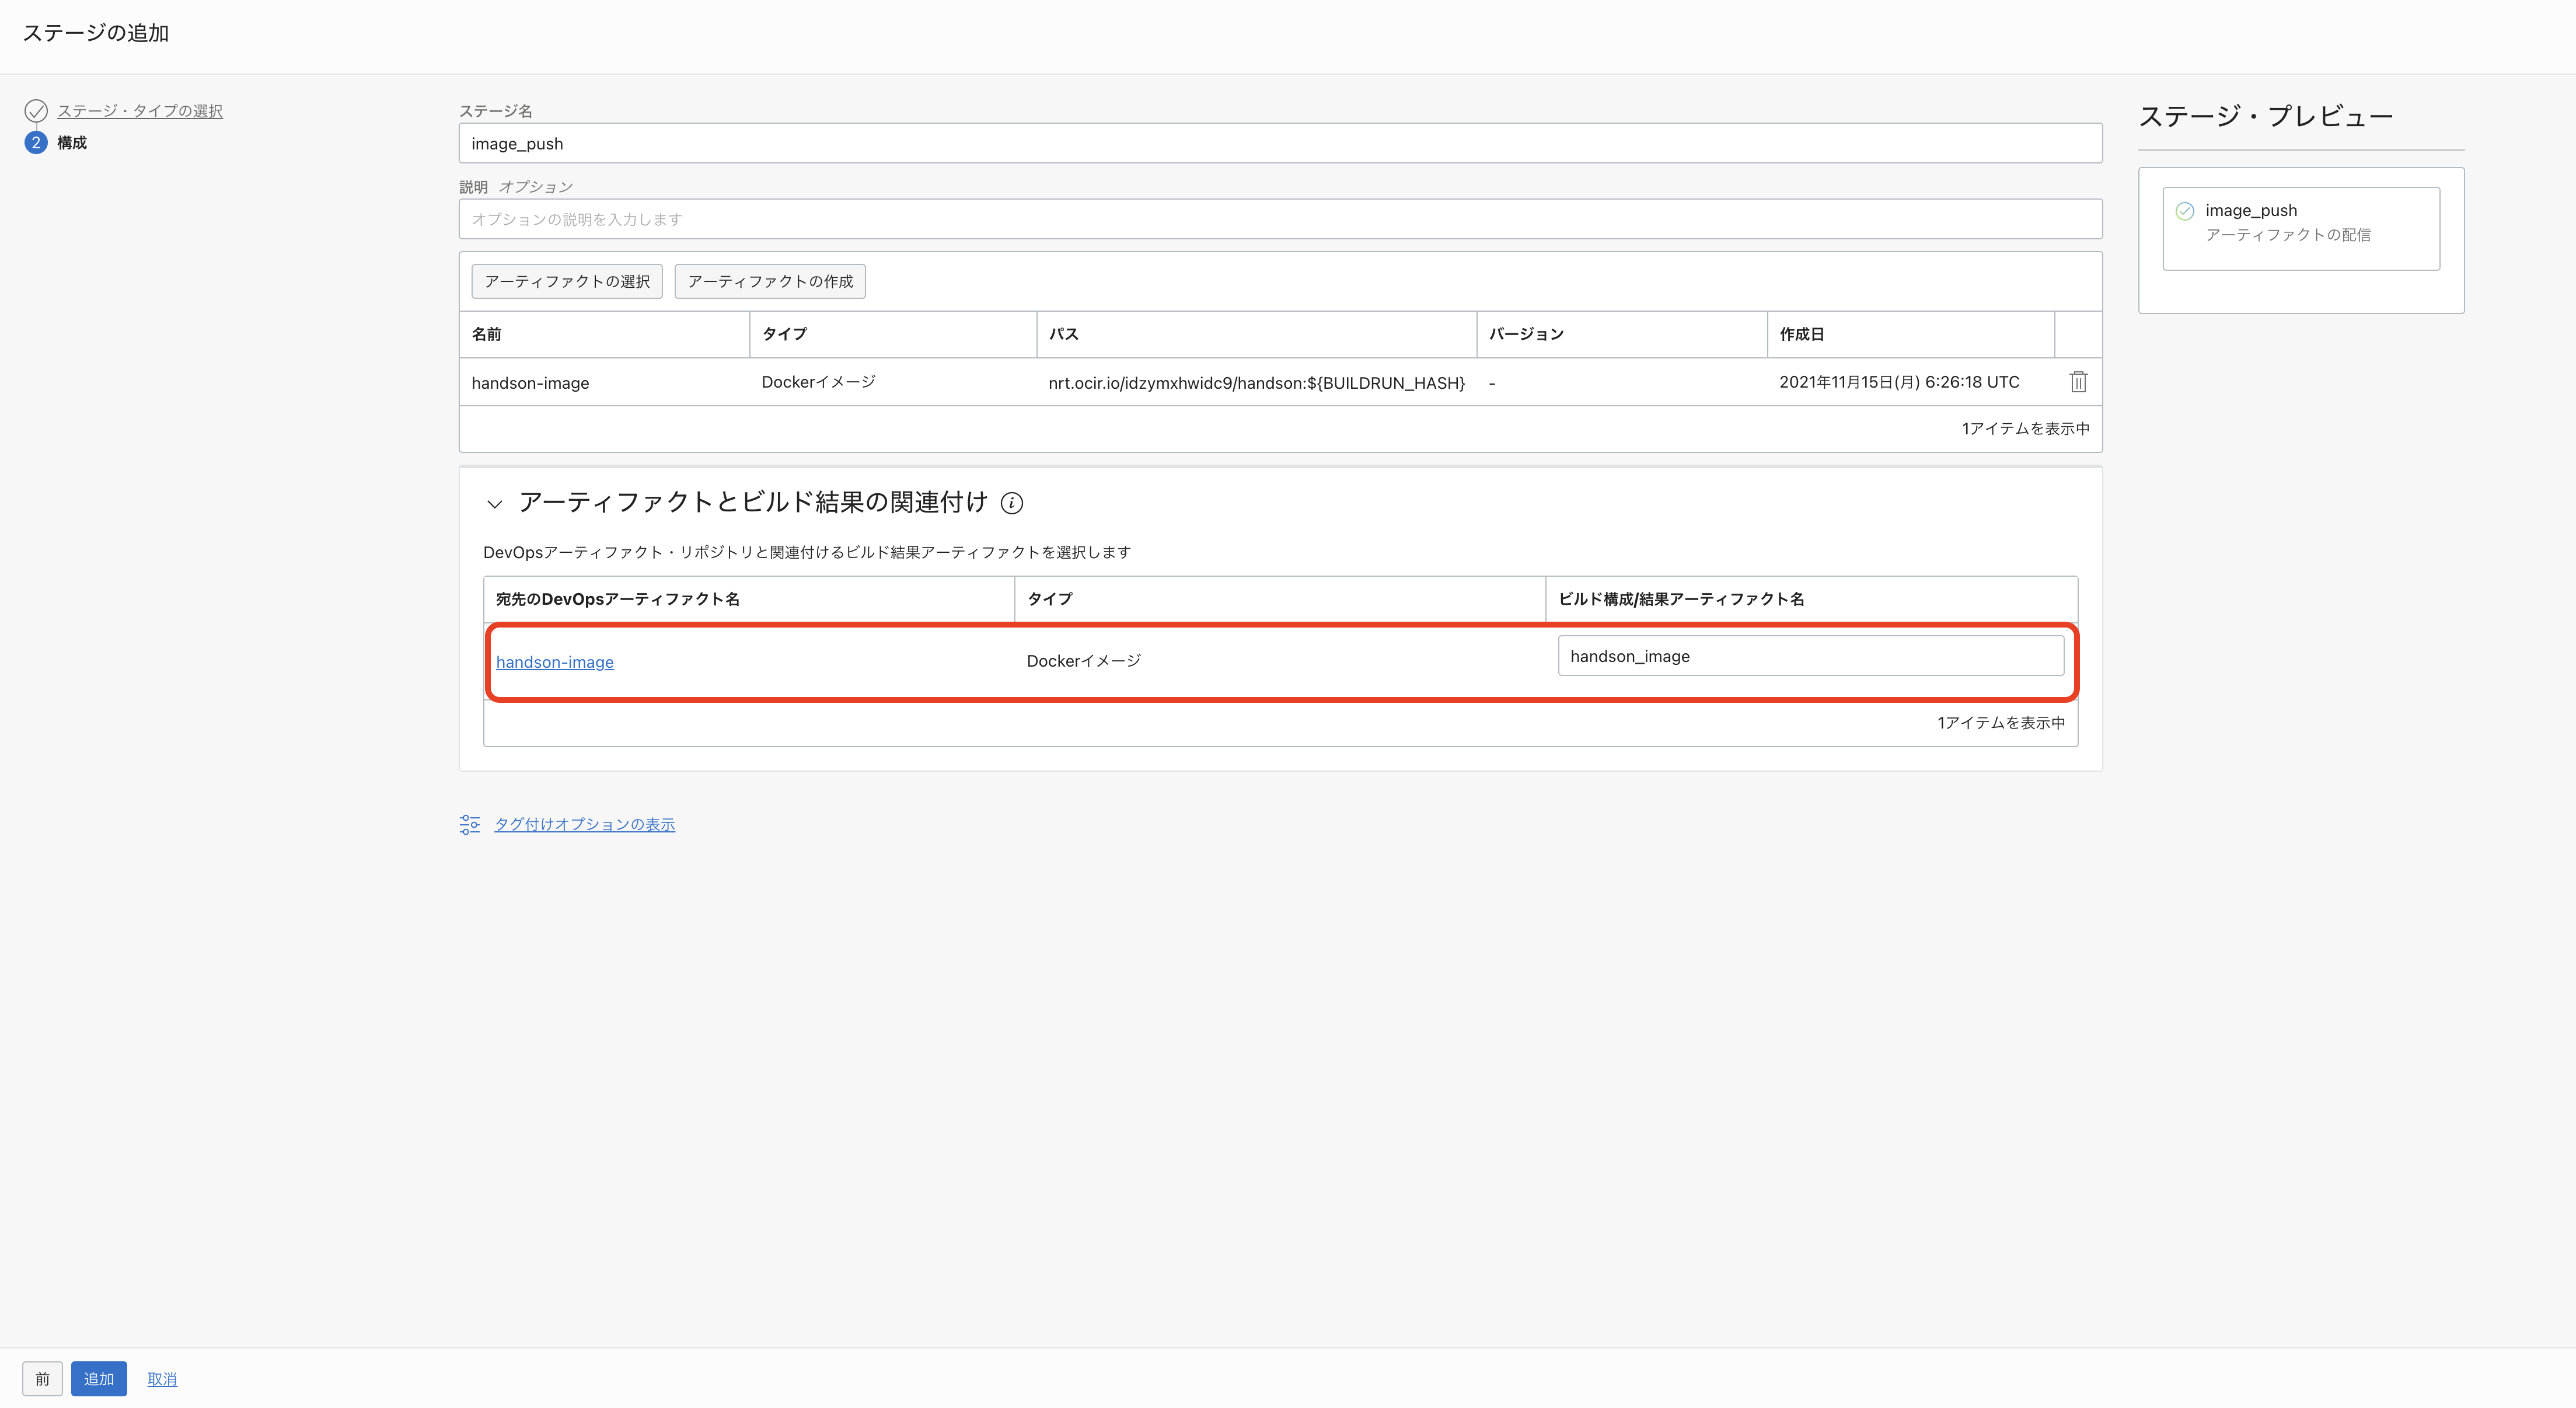 ステージの追加
ステージ・タイプの選択
2 構成
ステージ名
image_push
説明 オプション
オプションの説明を入力します
アーティファクトの選択 アーティファクトの作成
名前 タイプ パス バージョン 作成日
handson-image Dockerイメージ nrt.ocir.io/idzymxhwidc9/handson:${BUILDRUN_HASH} - 2021年11月15日(月) 6:26:18 UTC
1アイテムを表示中
アーティファクトとビルド結果の関連付け i
DevOpsアーティファクト・リポジトリと関連付けるビルド結果アーティファクトを選択します
宛先のDevOpsアーティファクト名 タイプ ビルド構成/結果アーティファクト名
handson-image Dockerイメージ handson_image
1アイテムを表示中
タグ付けオプションの表示
ステージ・プレビュー
image_push
アーティファクトの配信
前 追加 取消